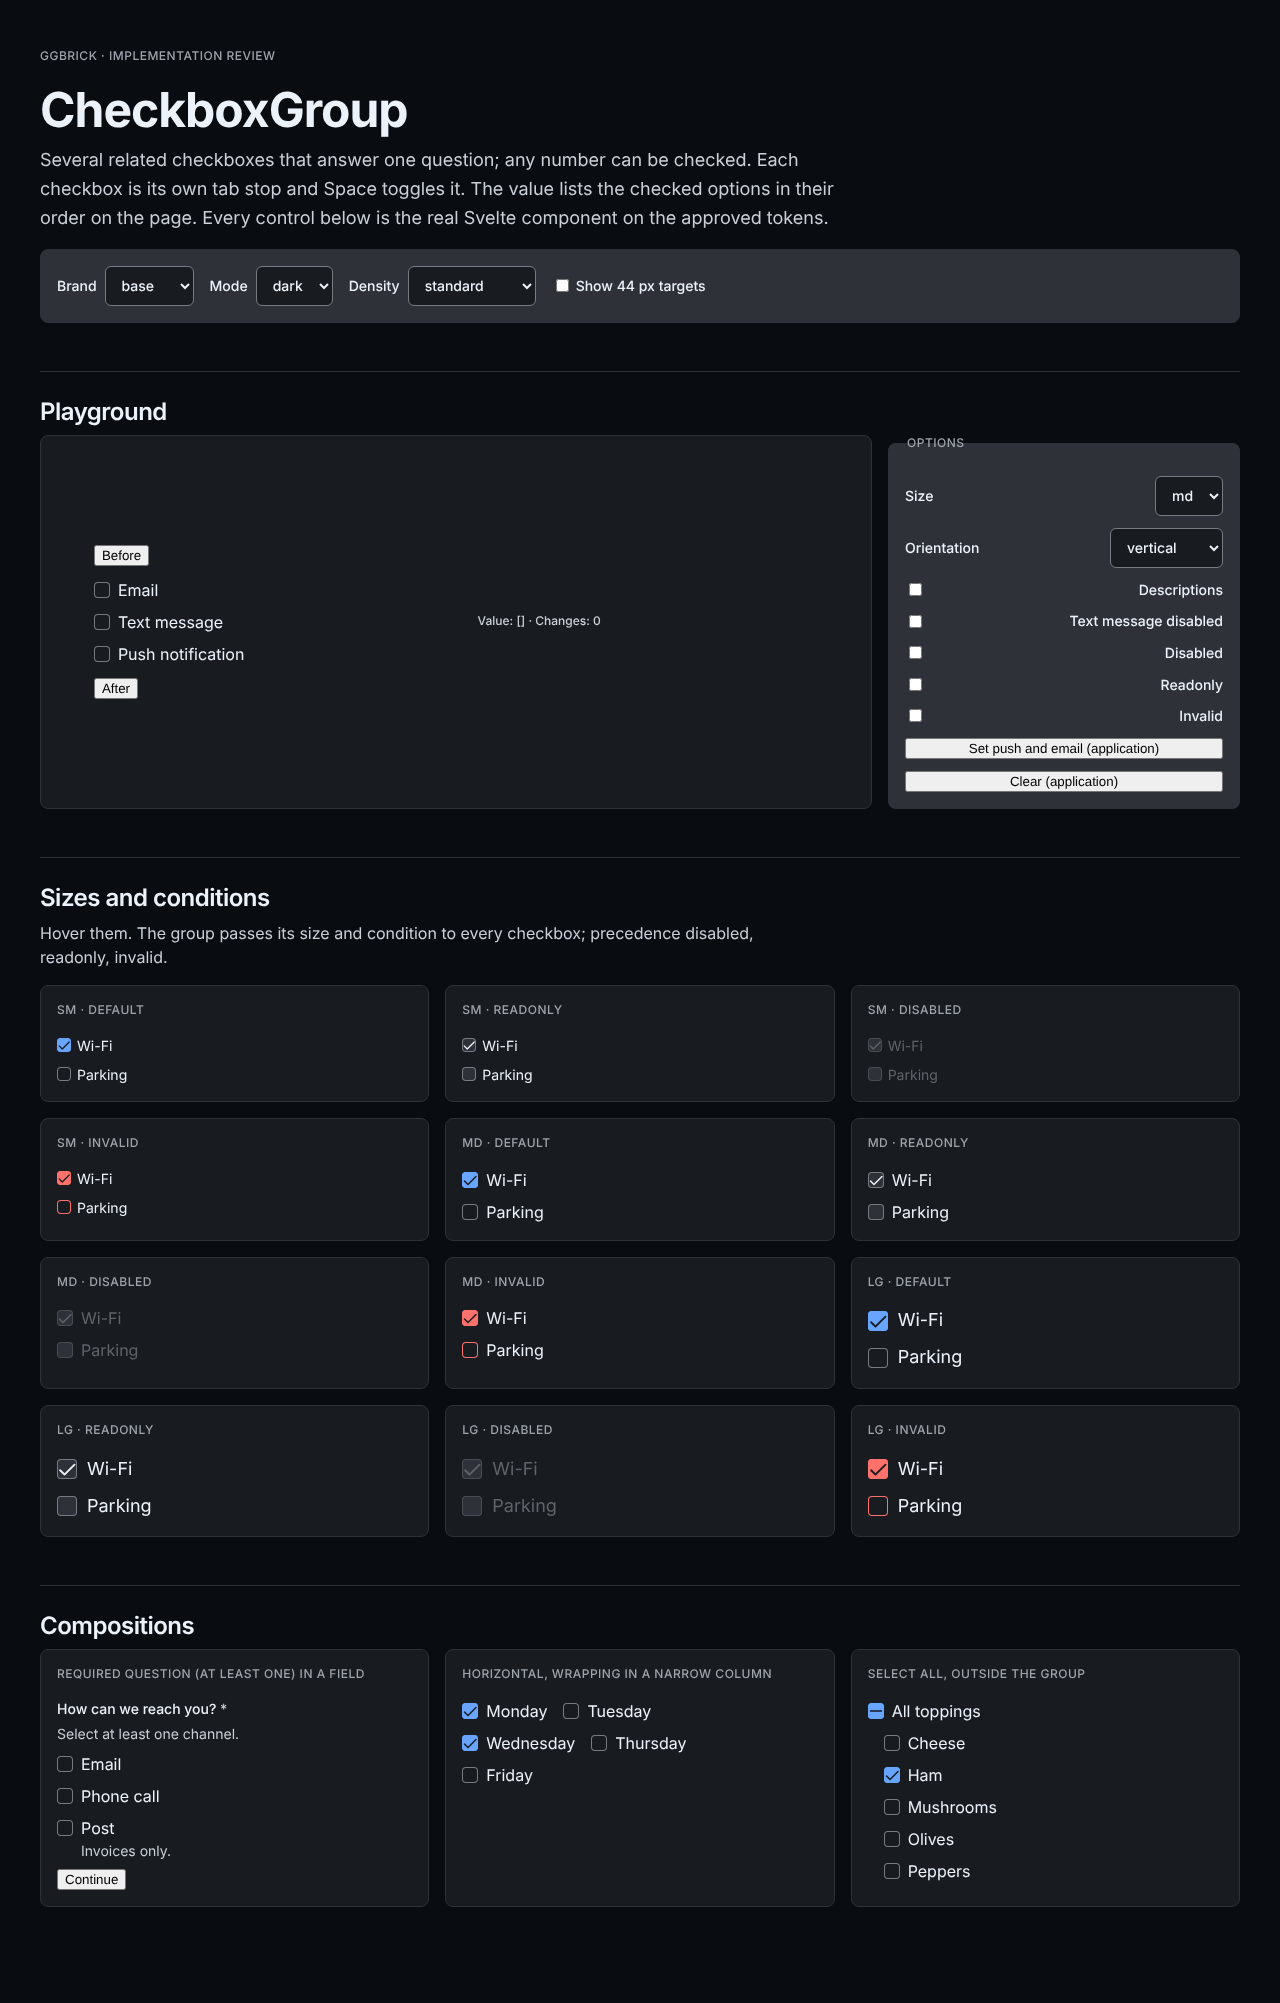 GGBRICK · IMPLEMENTATION REVIEW
CheckboxGroup
Several related checkboxes that answer one question; any number can be checked. Each
checkbox is its own tab stop and Space toggles it. The value lists the checked options in their
order on the page. Every control below is the real Svelte component on the approved tokens.
Brand base Mode dark Density standard Show 44 px targets
Playground
Before
Email
Text message
Push notification
After
Value: [] · Changes: 0
OPTIONS
Size md
Orientation vertical
Descriptions
Text message disabled
Disabled
Readonly
Invalid
Set push and email (application)
Clear (application)
Sizes and conditions
Hover them. The group passes its size and condition to every checkbox; precedence disabled,
readonly, invalid.
SM · DEFAULT
Wi-Fi
Parking
SM · READONLY
Wi-Fi
Parking
SM · DISABLED
Wi-Fi
Parking
SM · INVALID
Wi-Fi
Parking
MD · DEFAULT
Wi-Fi
Parking
MD · READONLY
Wi-Fi
Parking
MD · DISABLED
Wi-Fi
Parking
MD · INVALID
Wi-Fi
Parking
LG · DEFAULT
Wi-Fi
Parking
LG · READONLY
Wi-Fi
Parking
LG · DISABLED
Wi-Fi
Parking
LG · INVALID
Wi-Fi
Parking
Compositions
REQUIRED QUESTION (AT LEAST ONE) IN A FIELD
How can we reach you? *
Select at least one channel.
Email
Phone call
Post
Invoices only.
Continue
HORIZONTAL, WRAPPING IN A NARROW COLUMN
Monday Tuesday
Wednesday Thursday
Friday
SELECT ALL, OUTSIDE THE GROUP
All toppings
Cheese
Ham
Mushrooms
Olives
Peppers